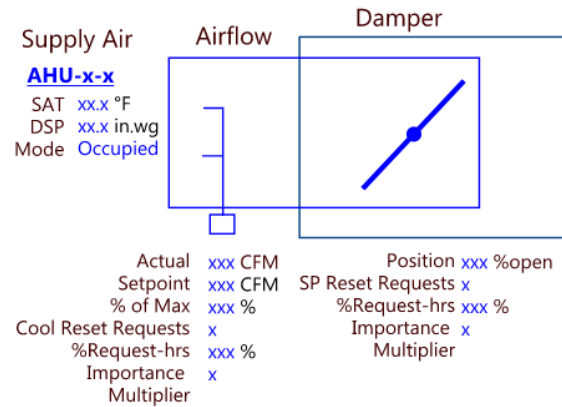 Supply Air
AHU-x-x
SAT xx.x °F
DSP xx.x in.wg
Mode Occupied
Airflow
Actual xxx CFM
Setpoint xxx CFM
% of Max xxx %
Cool Reset Requests x
%Request-hrs xxx %
Importance x
Multiplier
Damper
Position xxx %open
SP Reset Requests x
%Request-hrs xxx %
Importance x
Multiplier